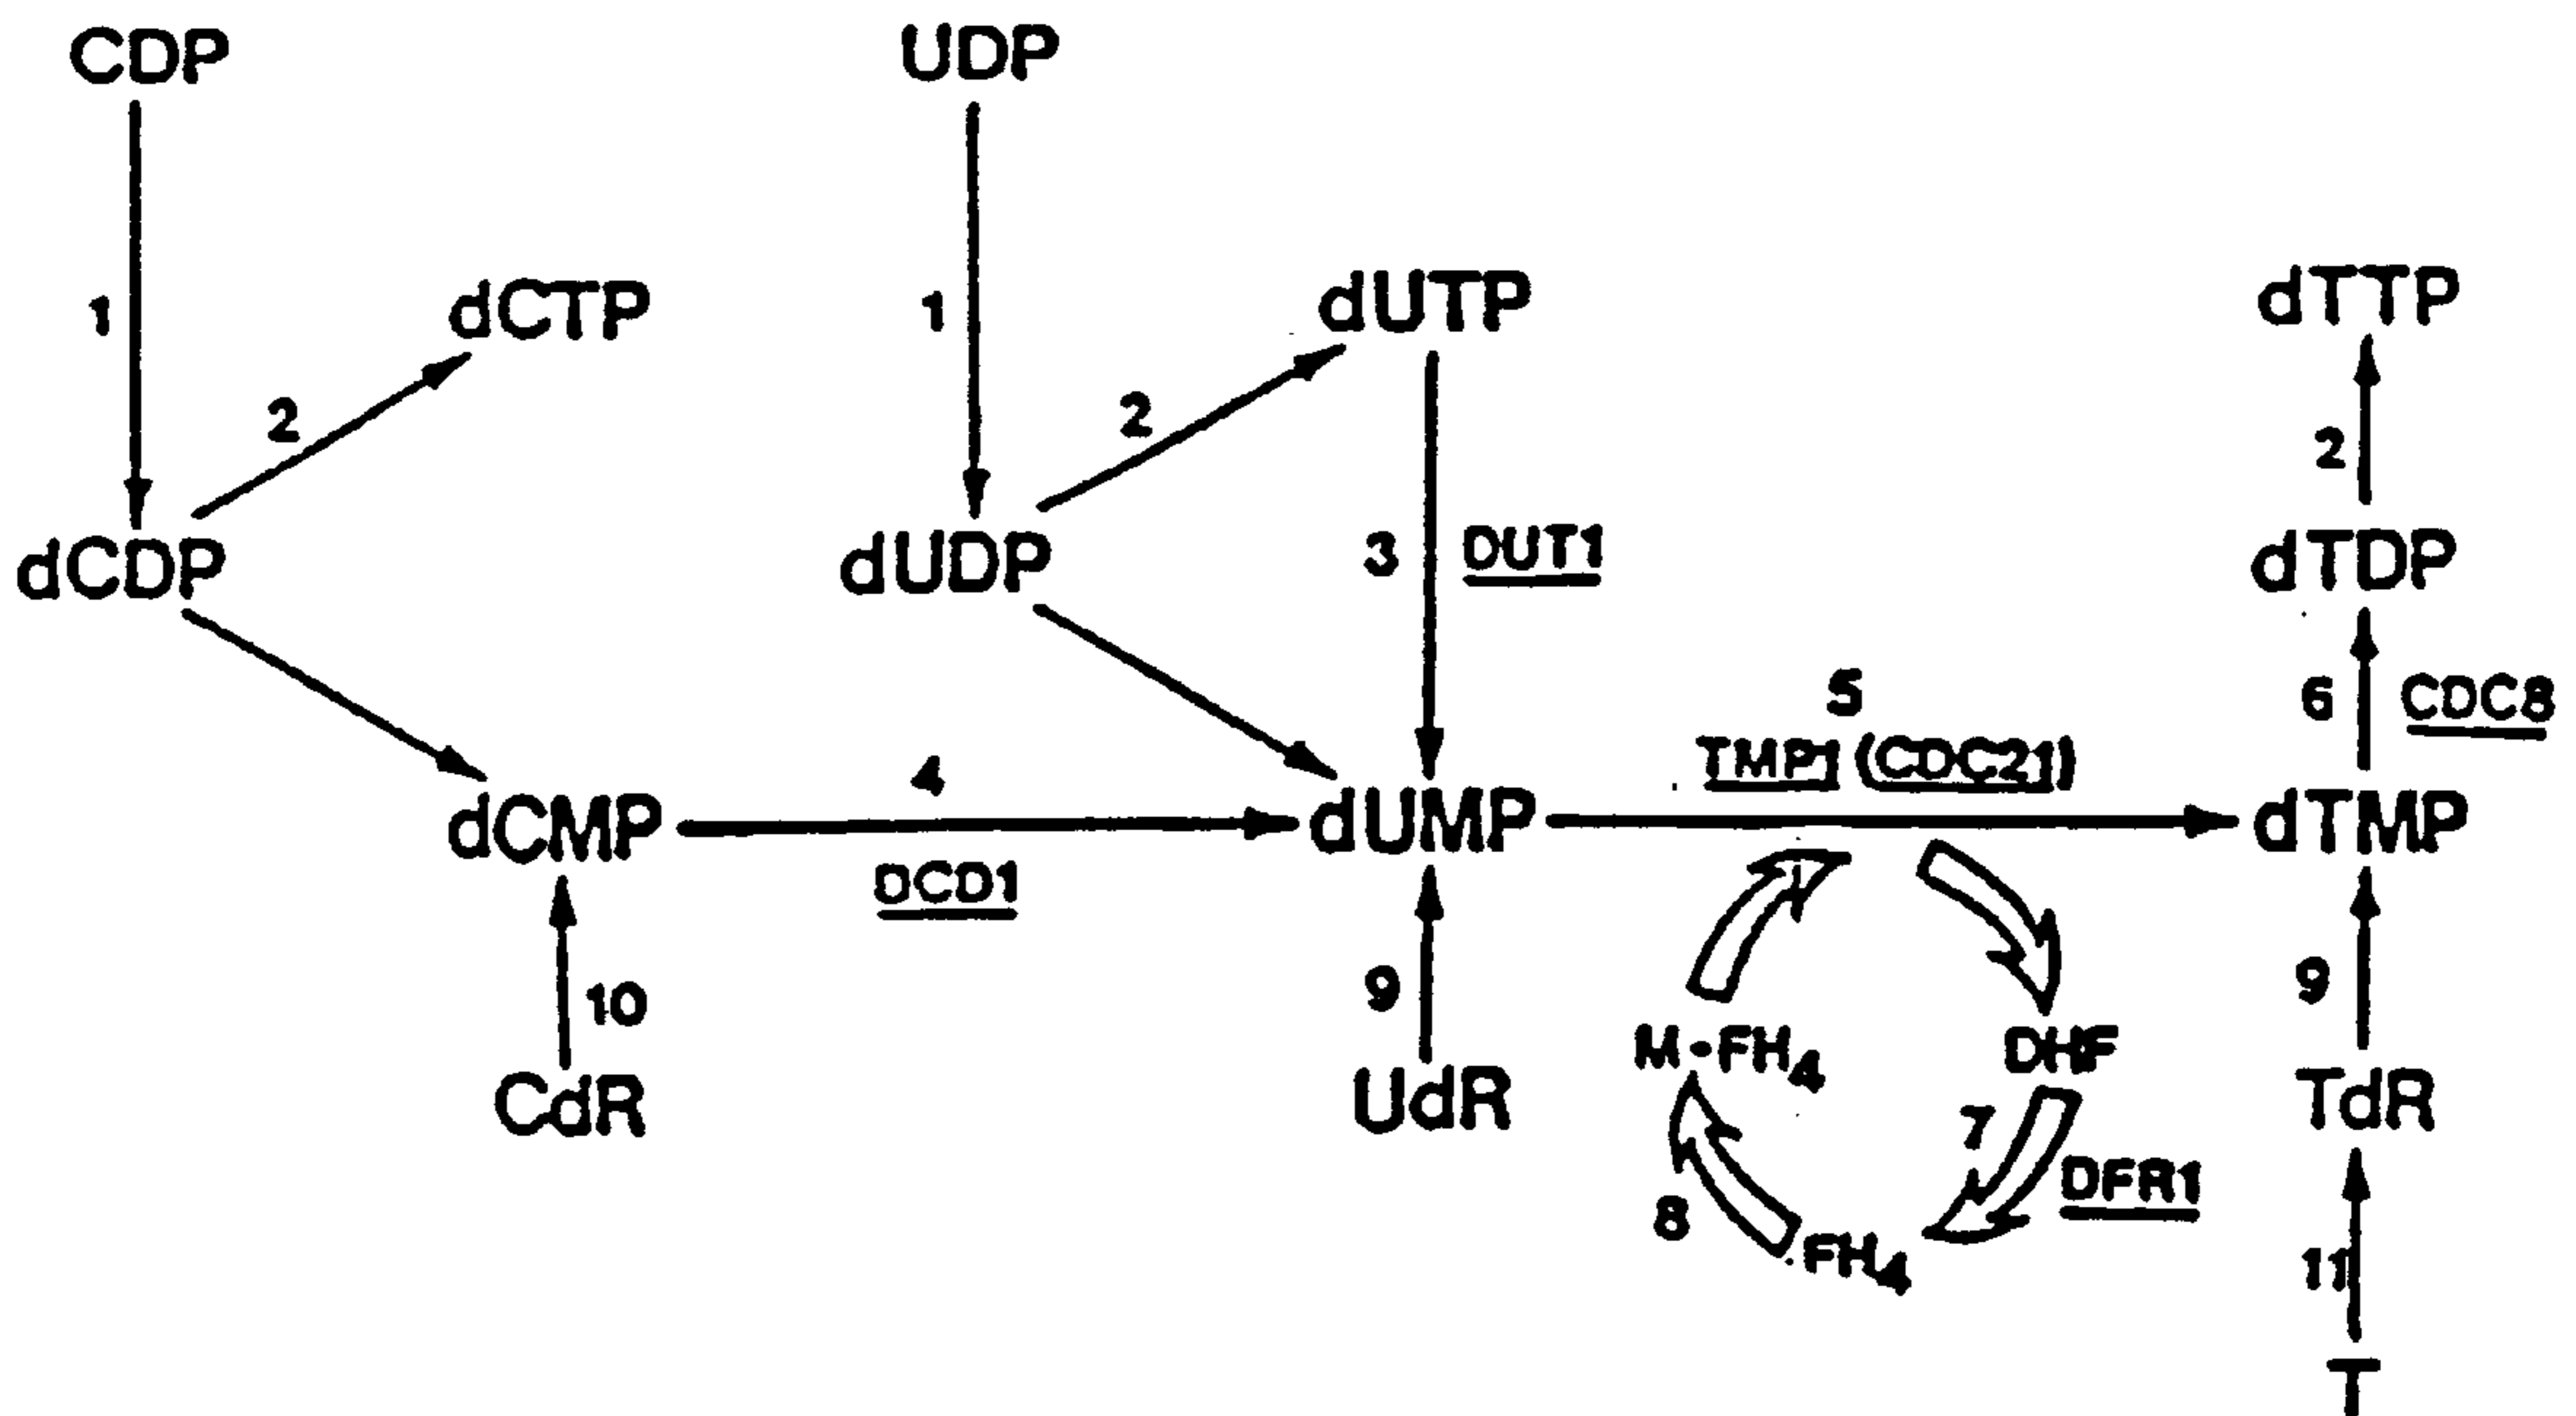 CDP UDP
1 dCTP 1 dUTP dTTP
2 2 2
dCDP dUDP 3 DUT1 dTDP
5 6 CDC8
4 TMP1 (CDC21)
dCMP dUMP dTMP
DCD1
10 9 9
M·FH4 DHF
CdR UdR 7 TdR
8 DFR1
FH4 11
T